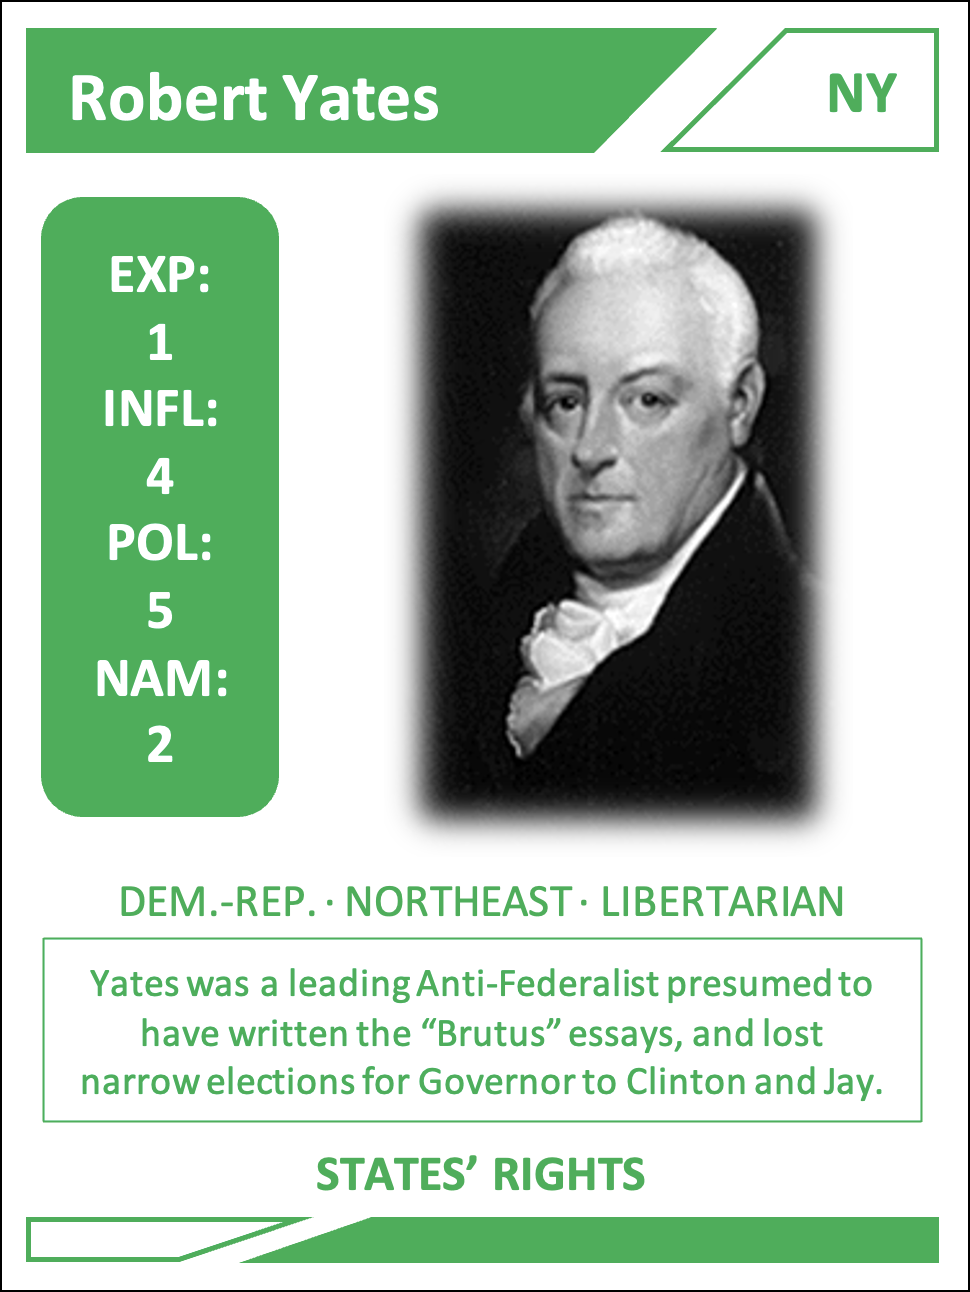 Robert Yates
NY
EXP:
1
INFL:
4
POL:
5
NAM:
2
DEM.-REP. · NORTHEAST · LIBERTARIAN
Yates was a leading Anti-Federalist presumed to
have written the “Brutus” essays, and lost
narrow elections for Governor to Clinton and Jay.
STATES’ RIGHTS